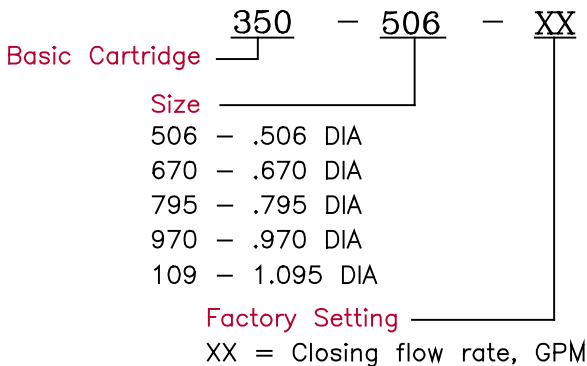 350 - 506 - XX
Basic Cartridge
Size
506 - .506 DIA
670 - .670 DIA
795 - .795 DIA
970 - .970 DIA
109 - 1.095 DIA
Factory Setting
XX = Closing flow rate, GPM